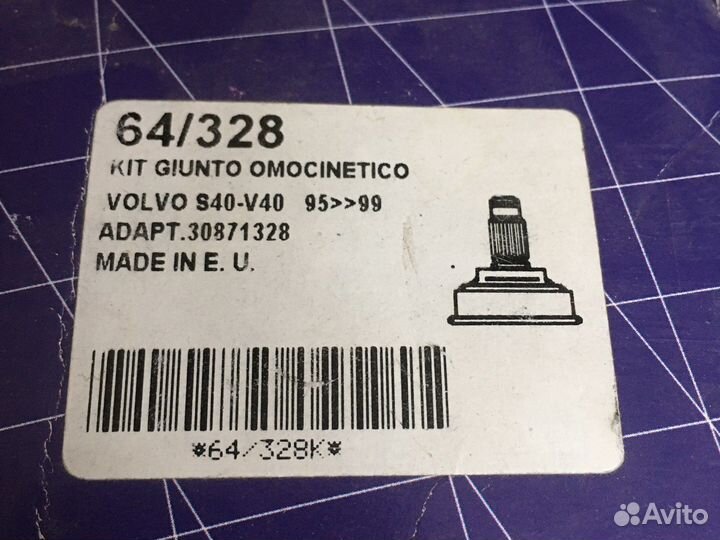 64/328
KIT GIUNTO OMOCINETICO
VOLVO S40-V40 95>>99
ADAPT.30871328
MADE IN E. U.
*64/328K*
Avito